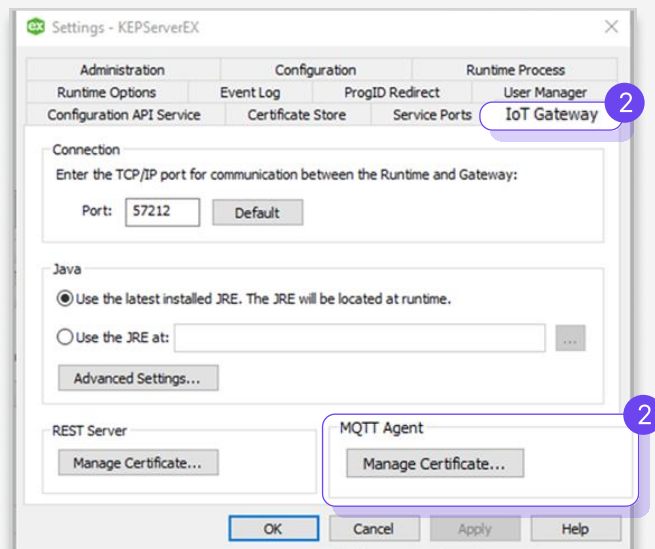 ex Settings - KEPServerEX
Administration Configuration Runtime Process
Runtime Options Event Log ProgID Redirect User Manager
2
Configuration API Service Certificate Store Service Ports IoT Gateway
Connection
Enter the TCP/IP port for communication between the Runtime and Gateway:
Port: 57212 Default
Java
Use the latest installed JRE. The JRE will be located at runtime.
Use the JRE at: ...
Advanced Settings...
2
REST Server MQTT Agent
Manage Certificate... Manage Certificate...
OK Cancel Apply Help